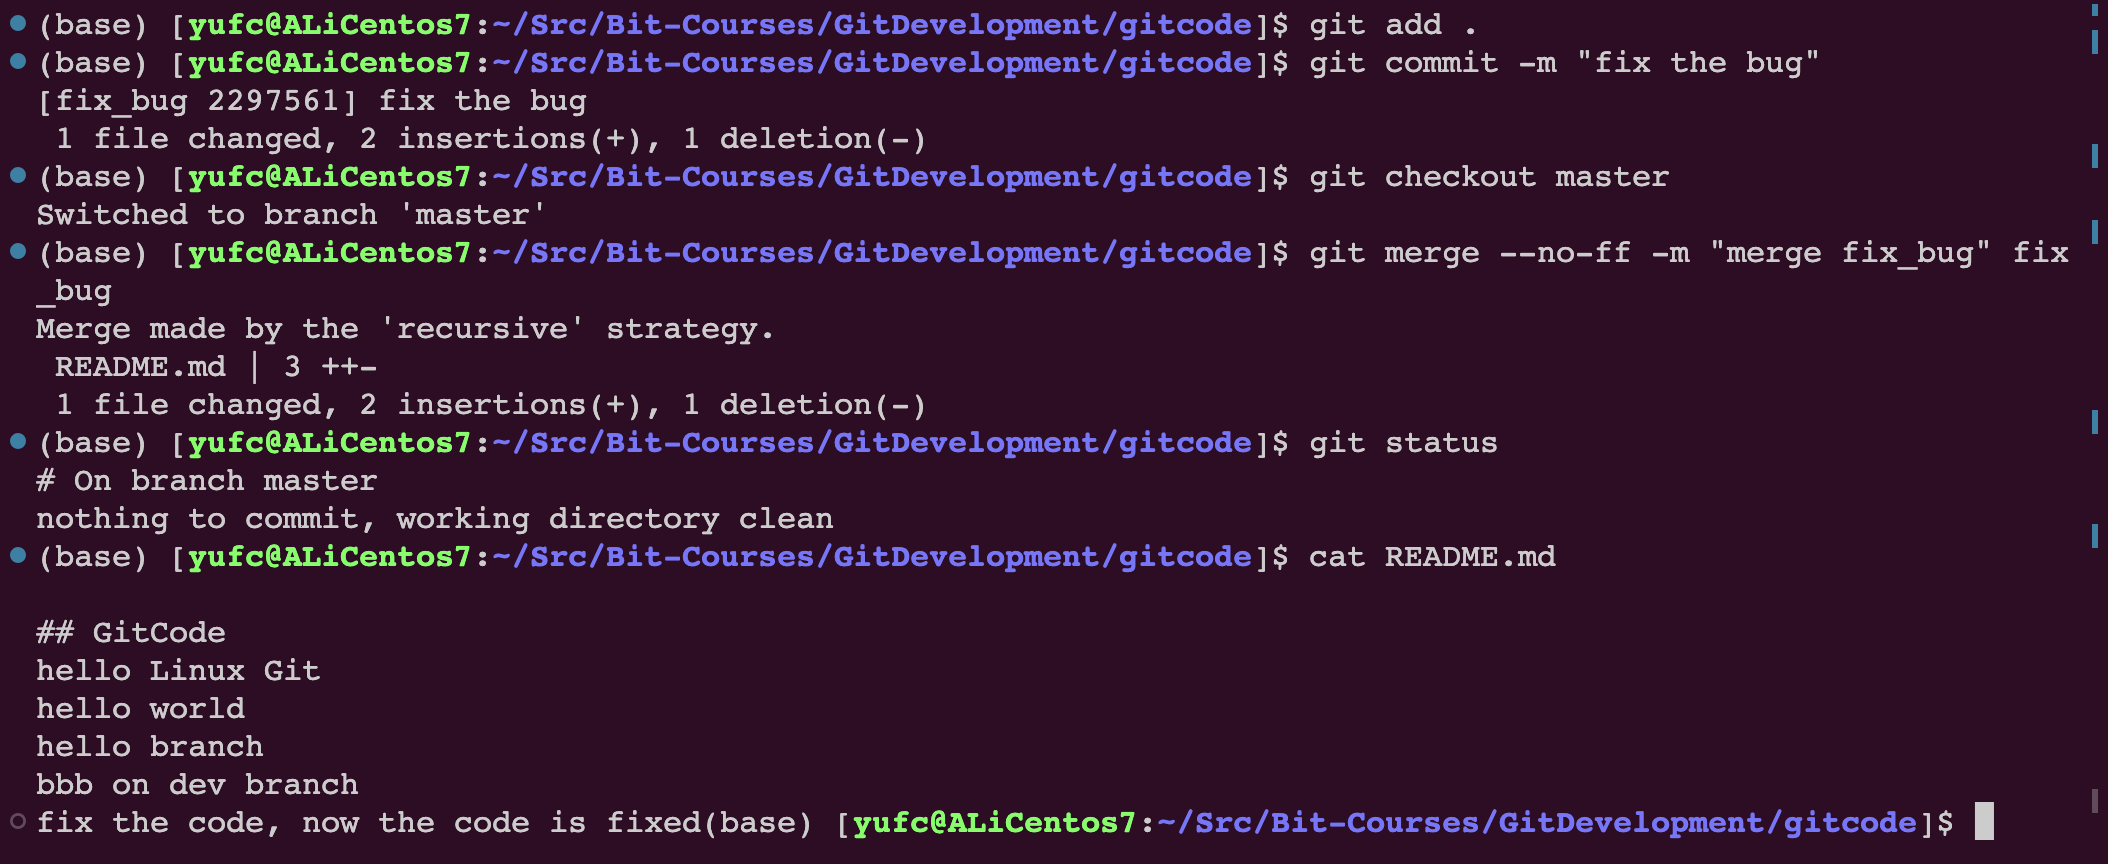 (base) [yufc@ALiCentos7:~/Src/Bit-Courses/GitDevelopment/gitcode]$ git add .
(base) [yufc@ALiCentos7:~/Src/Bit-Courses/GitDevelopment/gitcode]$ git commit -m "fix the bug"
[fix_bug 2297561] fix the bug
 1 file changed, 2 insertions(+), 1 deletion(-)
(base) [yufc@ALiCentos7:~/Src/Bit-Courses/GitDevelopment/gitcode]$ git checkout master
Switched to branch 'master'
(base) [yufc@ALiCentos7:~/Src/Bit-Courses/GitDevelopment/gitcode]$ git merge --no-ff -m "merge fix_bug" fix
_bug
Merge made by the 'recursive' strategy.
 README.md | 3 ++-
 1 file changed, 2 insertions(+), 1 deletion(-)
(base) [yufc@ALiCentos7:~/Src/Bit-Courses/GitDevelopment/gitcode]$ git status
# On branch master
nothing to commit, working directory clean
(base) [yufc@ALiCentos7:~/Src/Bit-Courses/GitDevelopment/gitcode]$ cat README.md
## GitCode
hello Linux Git
hello world
hello branch
bbb on dev branch
fix the code, now the code is fixed(base) [yufc@ALiCentos7:~/Src/Bit-Courses/GitDevelopment/gitcode]$